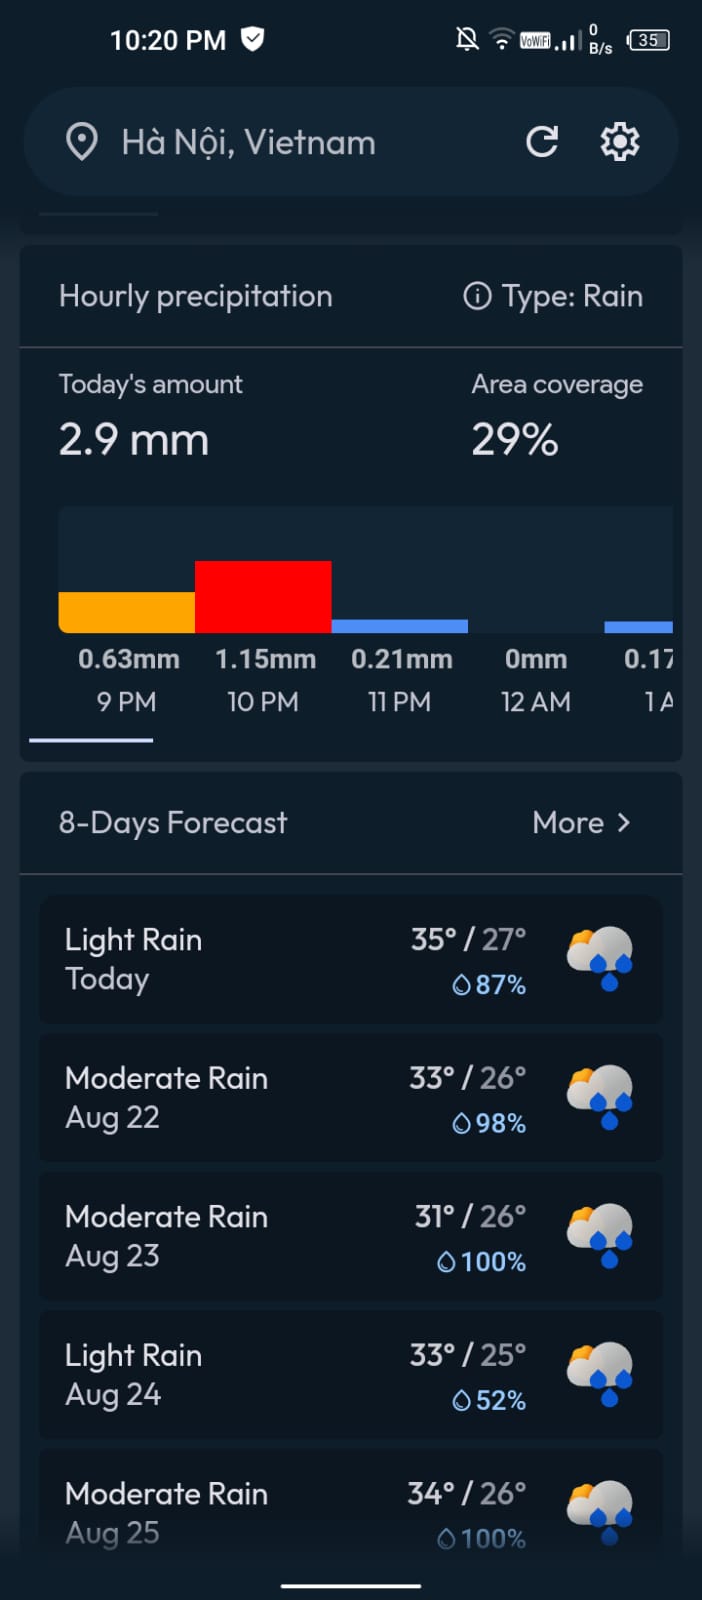 10:20 PM VoWiFi 0 B/s 35
Hà Nội, Vietnam
Hourly precipitation Type: Rain
Today's amount Area coverage
2.9 mm 29%
0.63mm 1.15mm 0.21mm 0mm 0.17
9 PM 10 PM 11 PM 12 AM 1 A
8-Days Forecast More
Light Rain 35° / 27°
Today 87%
Moderate Rain 33° / 26°
Aug 22 98%
Moderate Rain 31° / 26°
Aug 23 100%
Light Rain 33° / 25°
Aug 24 52%
Moderate Rain 34° / 26°
Aug 25 100%